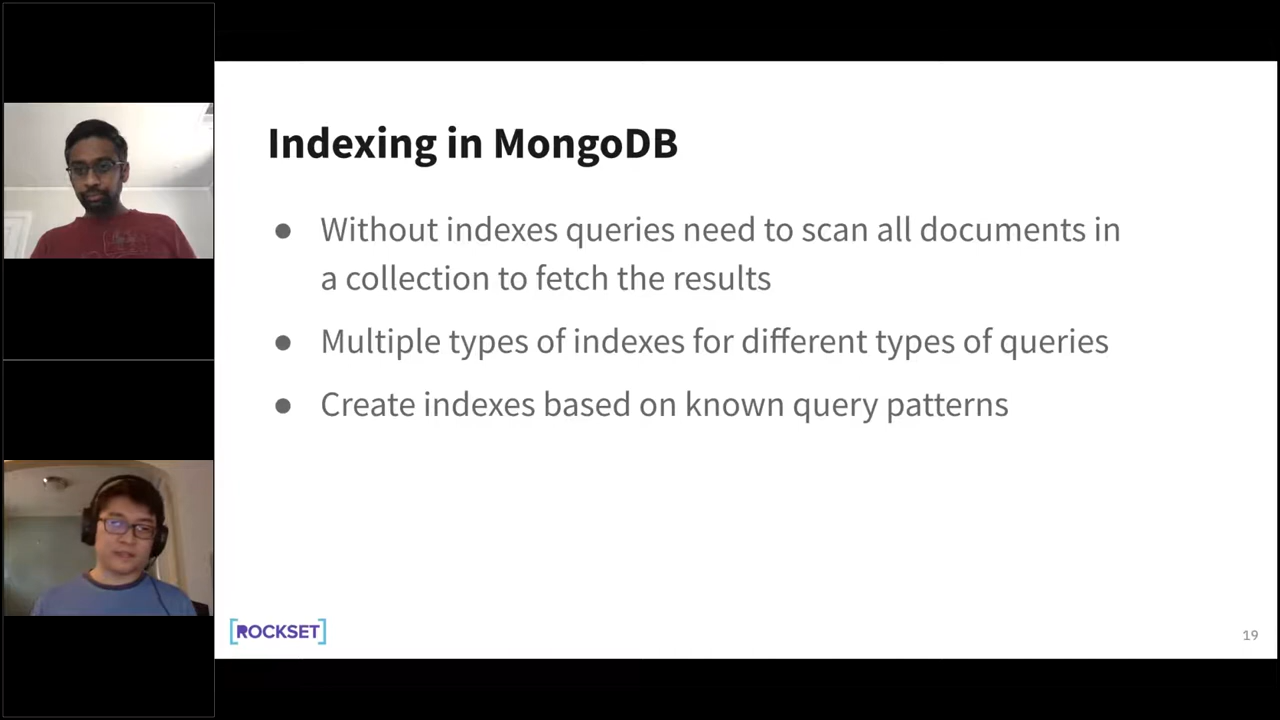 Indexing in MongoDB
● Without indexes queries need to scan all documents in
a collection to fetch the results
● Multiple types of indexes for different types of queries
● Create indexes based on known query patterns
[ROCKSET]
19